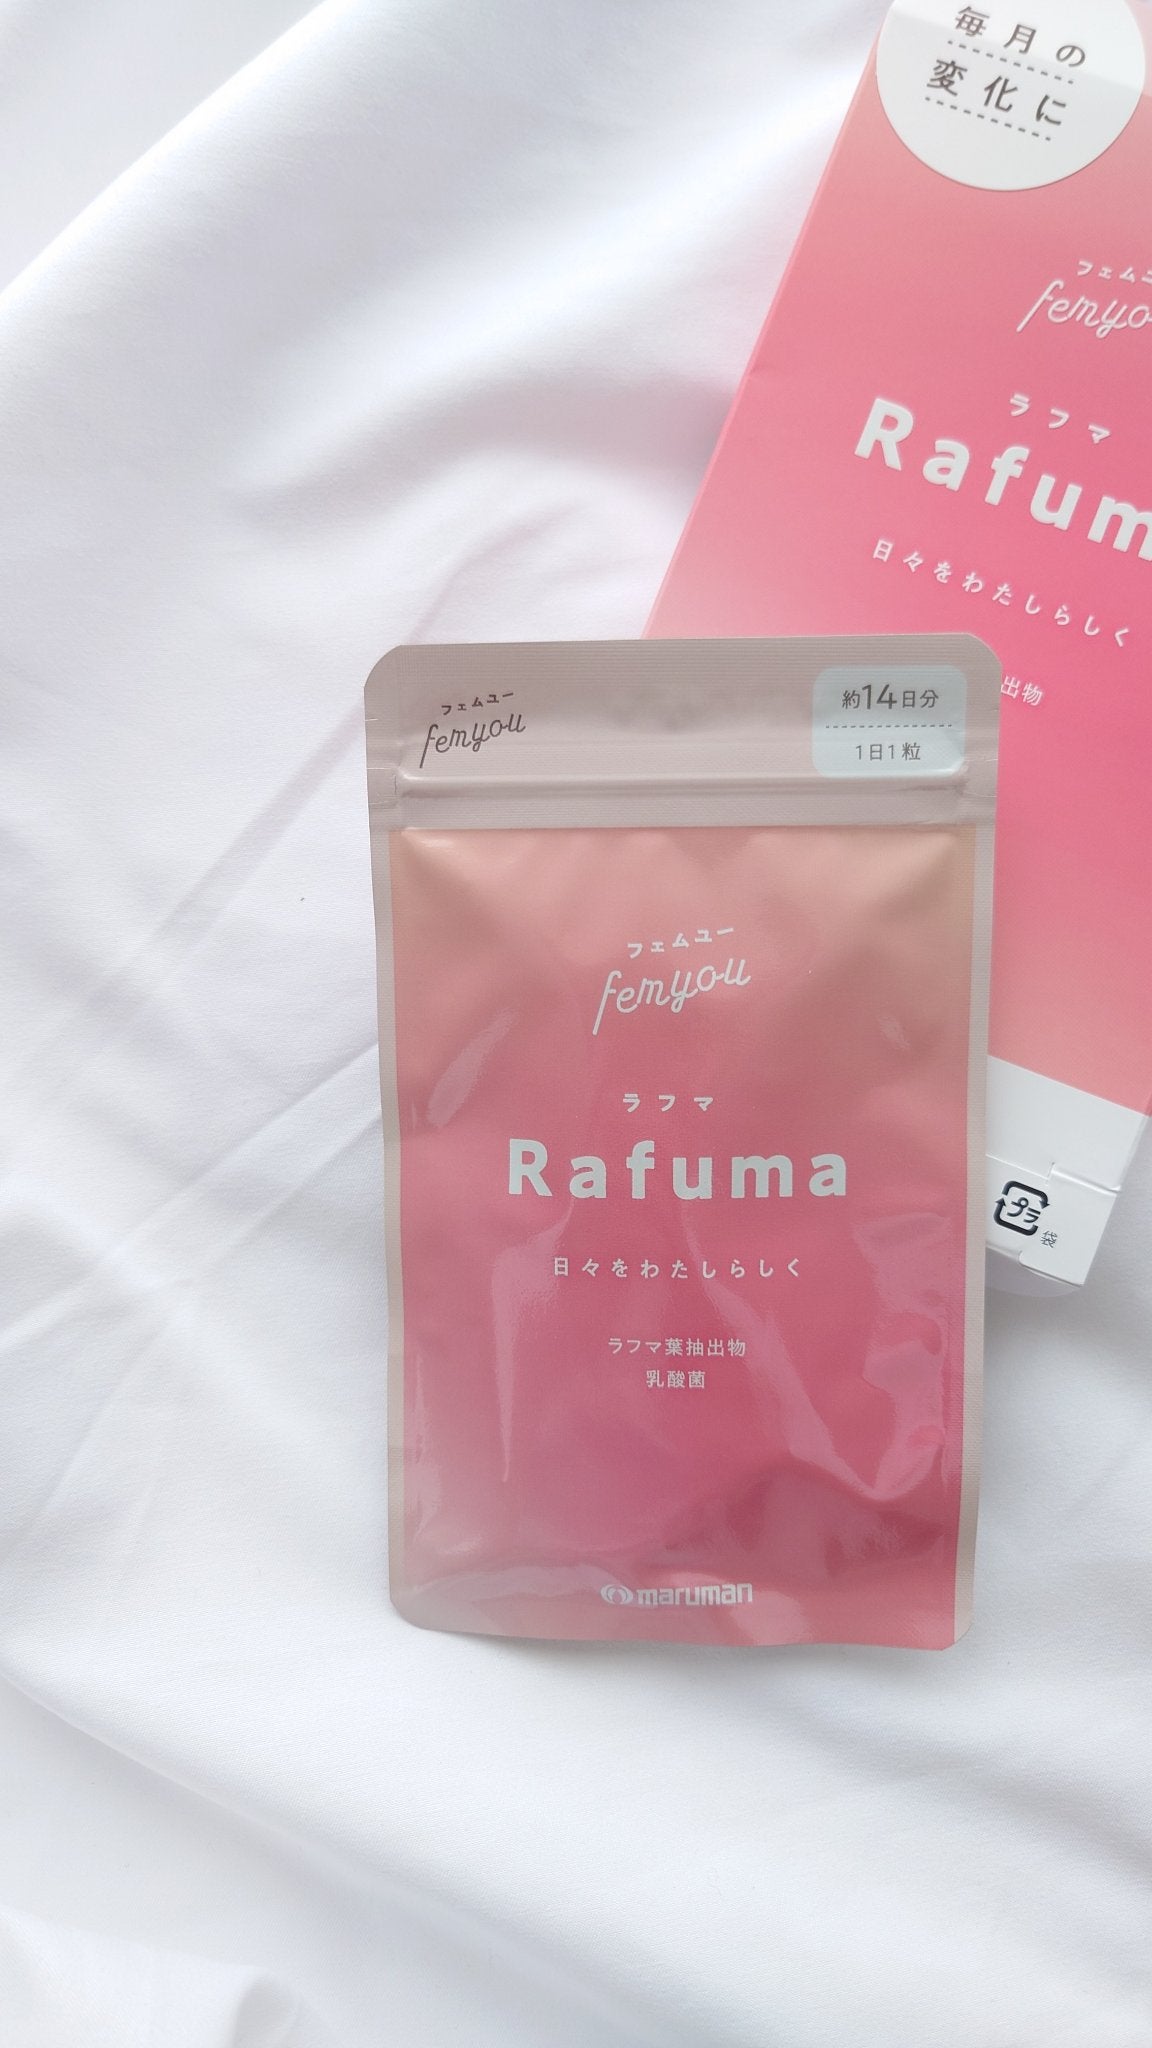 毎月の
変化に
フェムユ
femyo
ラフマ
Rafum
日々をわたしらしく
出物
プラ
袋
フェムユー
femyou
約14日分
1日1粒
フェムユー
femyou
ラフマ
Rafuma
日々をわたしらしく
ラフマ葉抽出物
乳酸菌
maruman